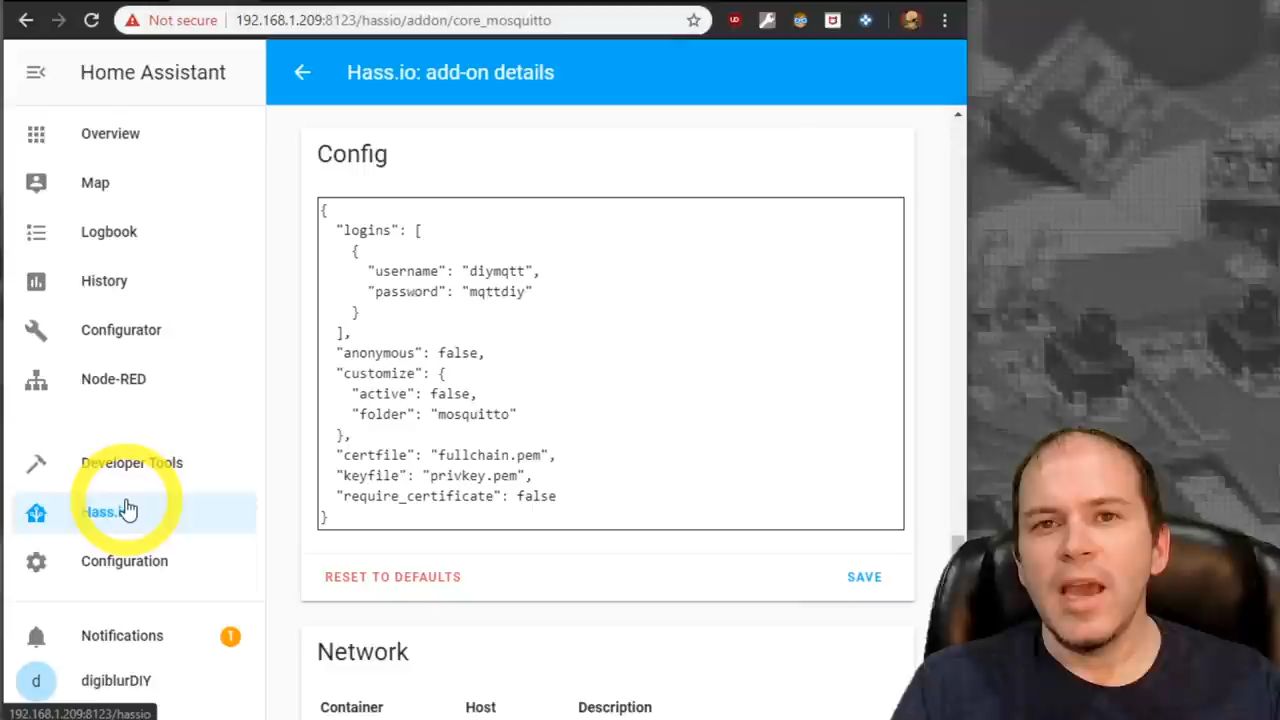 Not secure 192.168.1.209:8123/hassio/addon/core_mosquitto
Home Assistant
Hass.io: add-on details
Overview
Map
Logbook
History
Configurator
Node-RED
Developer Tools
Hass.
Configuration
Notifications 1
d digiblurDIY
192.168.1.209:8123/hassio
Config
{
"logins": [
{
"username": "diymqtt",
"password": "mqttdiy"
}
],
"anonymous": false,
"customize": {
"active": false,
"folder": "mosquitto"
},
"certfile": "fullchain.pem",
"keyfile": "privkey.pem",
"require_certificate": false
}
RESET TO DEFAULTS SAVE
Network
Container Host Description